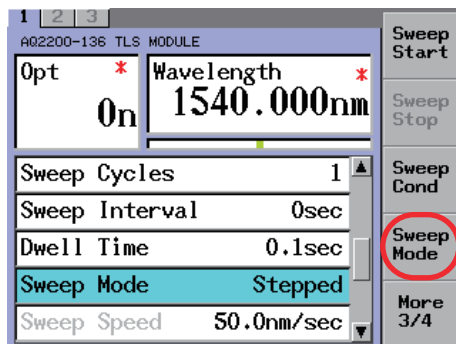 1 2 3
AQ2200-136 TLS MODULE
Opt *
On
Wavelength *
1540.000nm
Sweep Cycles 1
Sweep Interval 0sec
Dwell Time 0.1sec
Sweep Mode Stepped
Sweep Speed 50.0nm/sec
Sweep
Start
Sweep
Stop
Sweep
Cond
Sweep
Mode
More
3/4